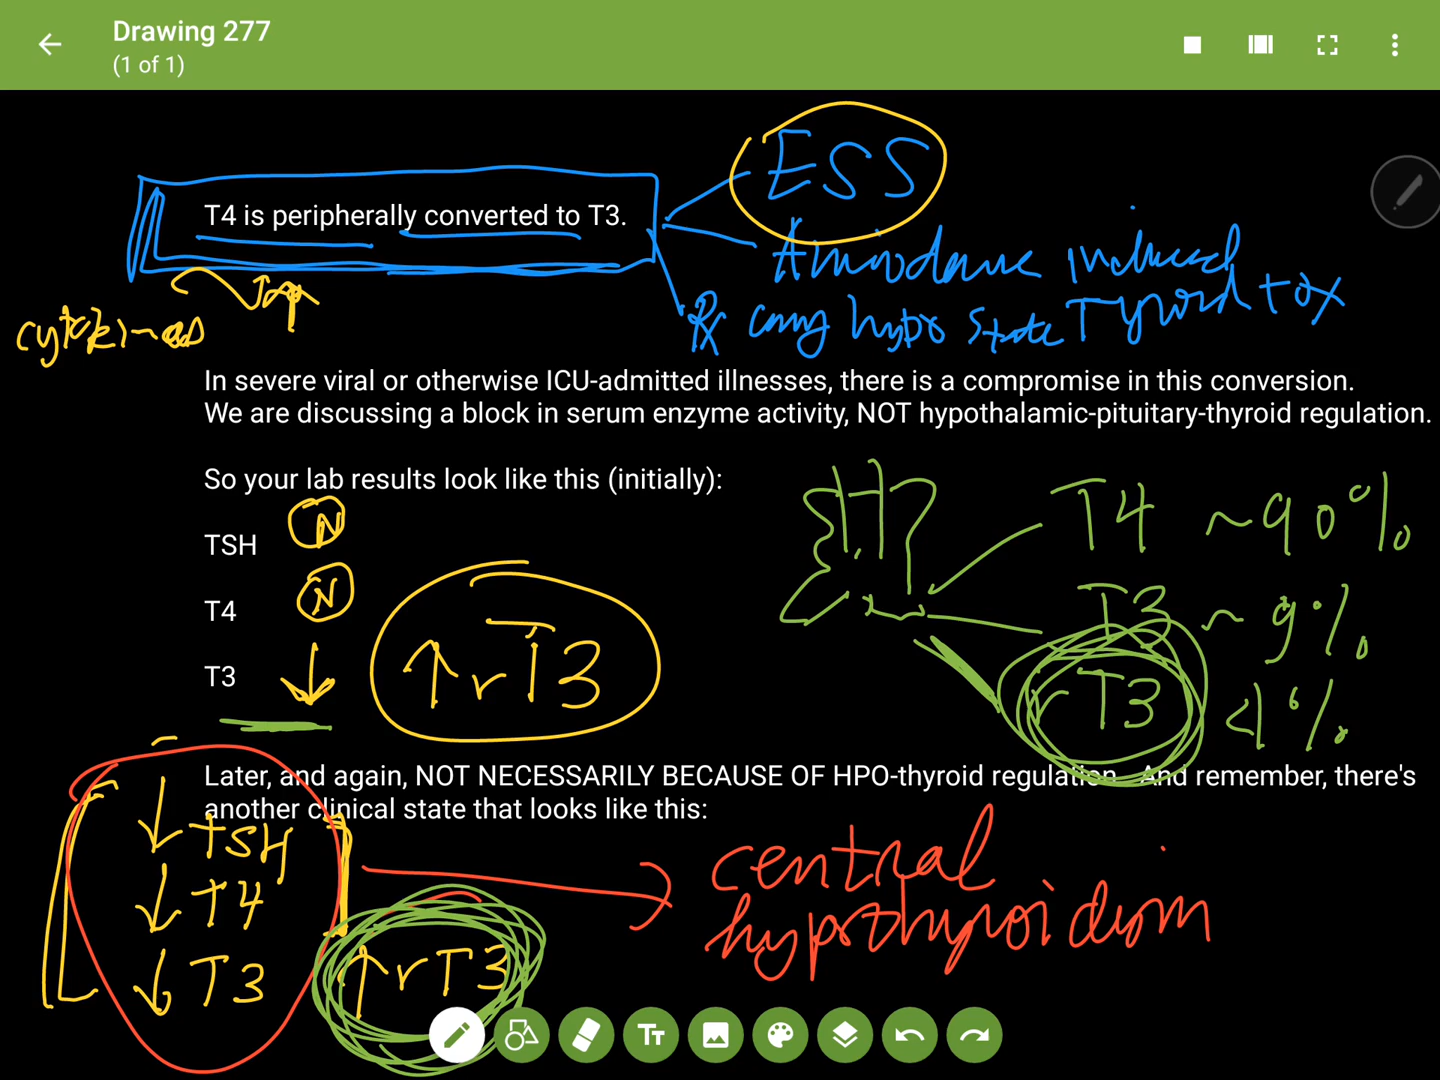 Drawing 277
(1 of 1)
ESS
T4 is peripherally converted to T3.
induced
cytokines
Rx hypo state Tyroid tox
In severe viral or otherwise ICU-admitted illnesses, there is a compromise in this conversion.
We are discussing a block in serum enzyme activity, NOT hypothalamic-pituitary-thyroid regulation.
So your lab results look like this (initially):
TSH N
T4 N
T3 ↓
↑rT3
T4 ~90%
T3 ~ 9%
rT3 <1%
Later, and again, NOT NECESSARILY BECAUSE OF HPO-thyroid regulation. And remember, there's
another clinical state that looks like this:
↓ TSH
↓ T4
↓ T3
↑rT3
central
hypothyroidism
Tт